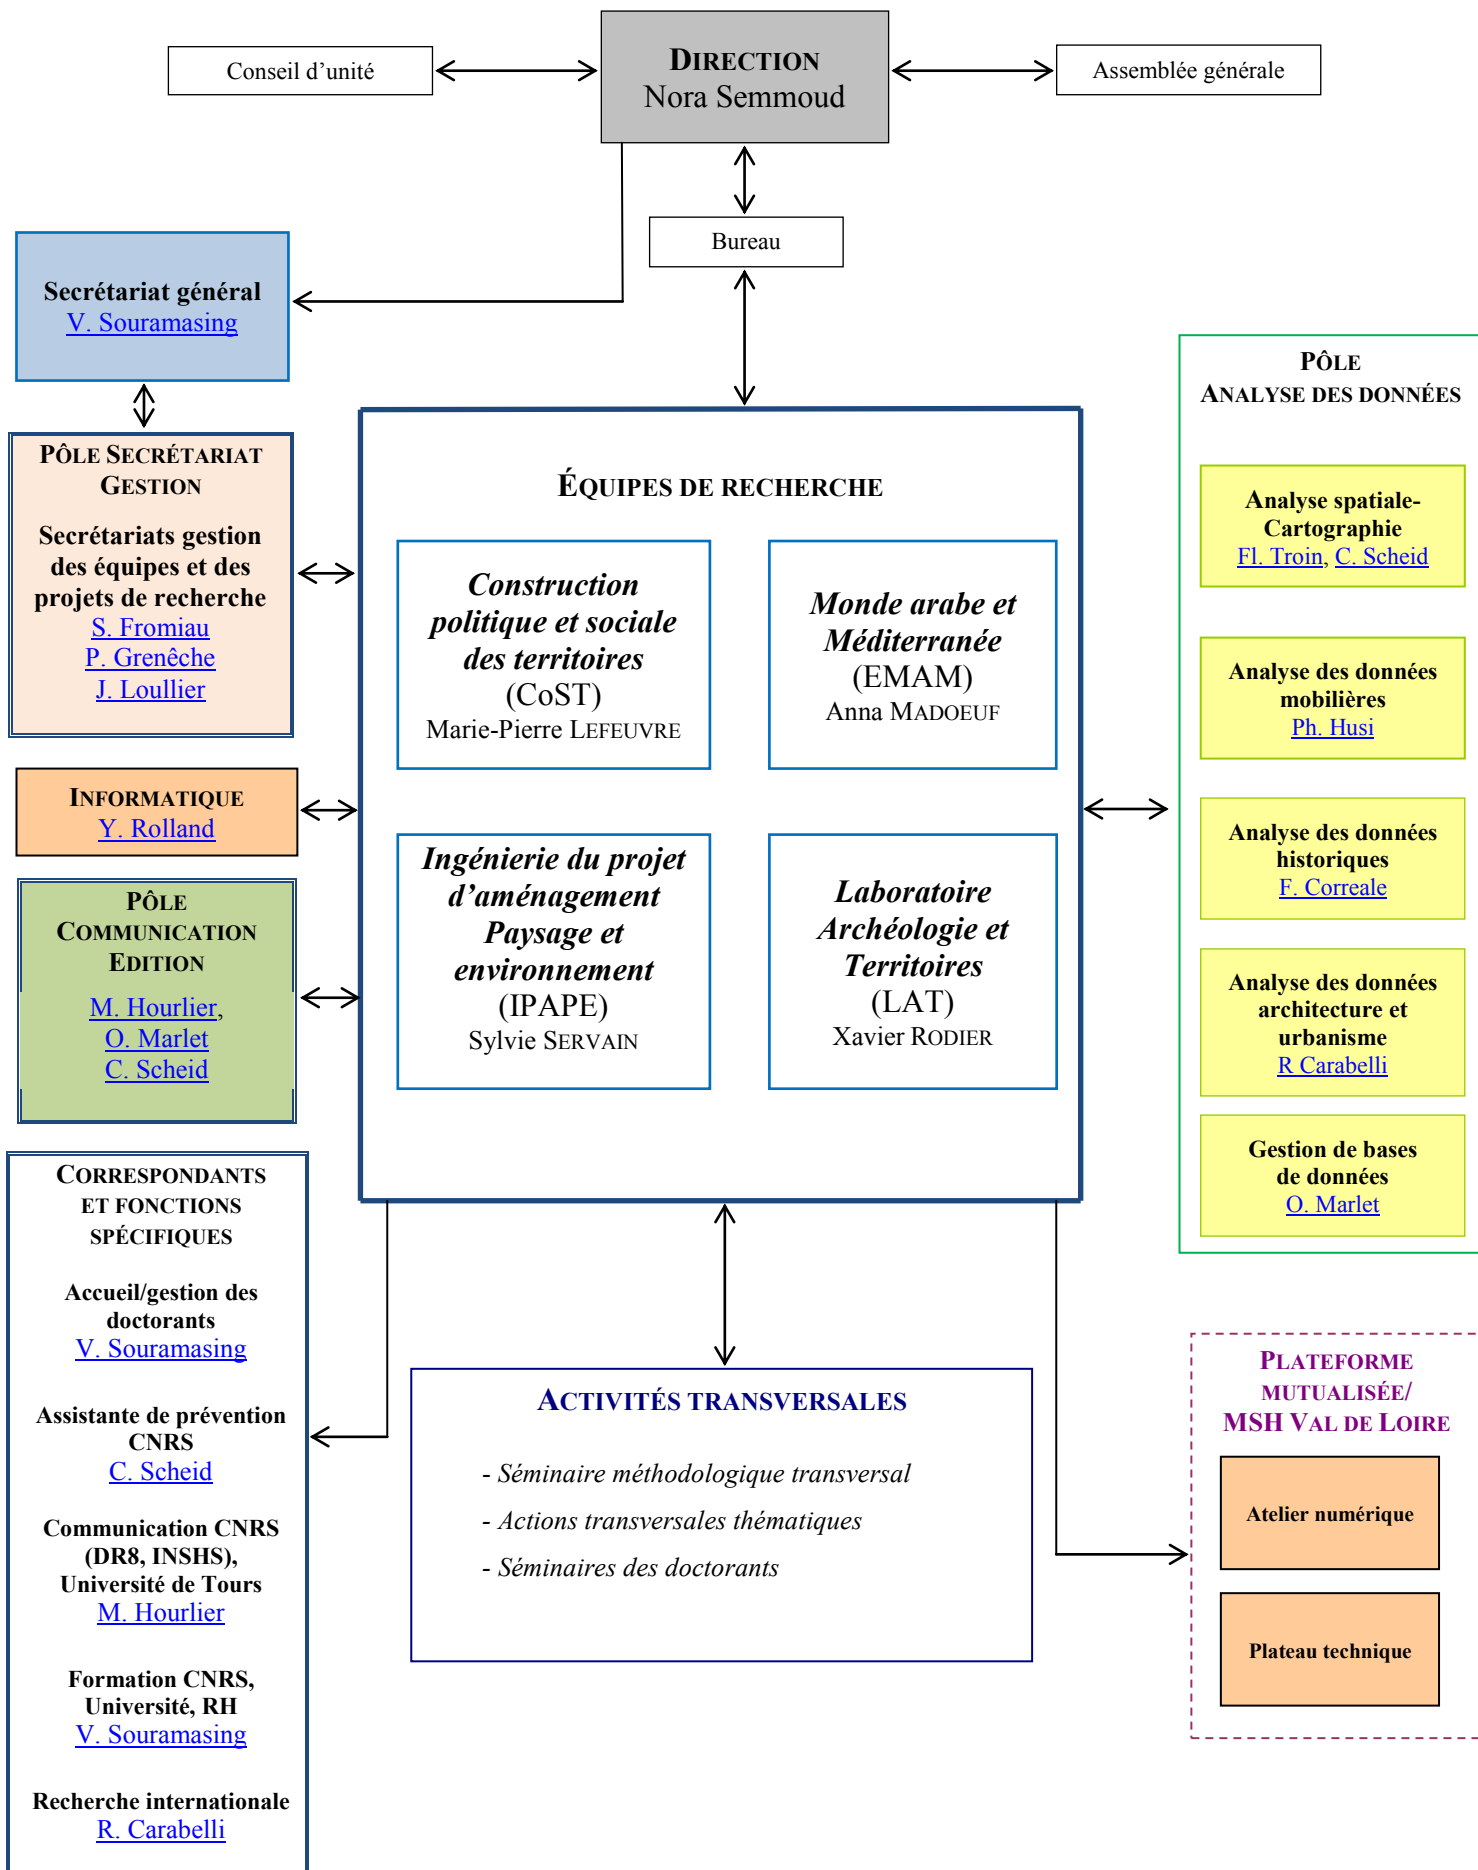 DIRECTION
Nora Semmoud
Conseil d'unité
Assemblée générale
Bureau
Secrétariat général
V. Souramasing
PÔLE SECRÉTARIAT
GESTION
Secrétariats gestion
des équipes et des
projets de recherche
S. Fromiau
P. Grenêche
J. Loullier
INFORMATIQUE
Y. Rolland
PÔLE
COMMUNICATION
EDITION
M. Hourlier,
O. Marlet
C. Scheid
CORRESPONDANTS
ET FONCTIONS
SPÉCIFIQUES
Accueil/gestion des
doctorants
V. Souramasing
Assistante de prévention
CNRS
C. Scheid
Communication CNRS
(DR8, INSHS),
Université de Tours
M. Hourlier
Formation CNRS,
Université, RH
V. Souramasing
Recherche internationale
R. Carabelli
ÉQUIPES DE RECHERCHE
Construction
politique et sociale
des territoires
(CoST)
Marie-Pierre LEFEUVRE
Monde arabe et
Méditerranée
(EMAM)
Anna MADOEUF
Ingénierie du projet
d'aménagement
Paysage et
environnement
(IPAPE)
Sylvie SERVAIN
Laboratoire
Archéologie et
Territoires
(LAT)
Xavier RODIER
ACTIVITÉS TRANSVERSALES
- Séminaire méthodologique transversal
- Actions transversales thématiques
- Séminaires des doctorants
PÔLE
ANALYSE DES DONNÉES
Analyse spatiale-
Cartographie
Fl. Troin, C. Scheid
Analyse des données
mobilières
Ph. Husi
Analyse des données
historiques
F. Correale
Analyse des données
architecture et
urbanisme
R Carabelli
Gestion de bases
de données
O. Marlet
PLATEFORME
MUTUALISÉE/
MSH VAL DE LOIRE
Atelier numérique
Plateau technique